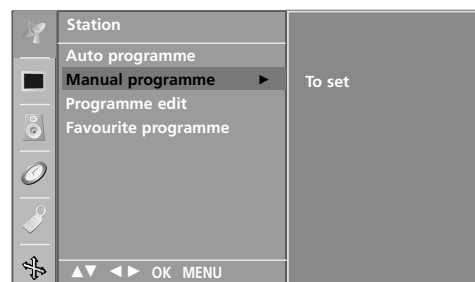 Station
Auto programme
Manual programme ►
To set
Programme edit
Favourite programme
▲▼ ◄► OK MENU